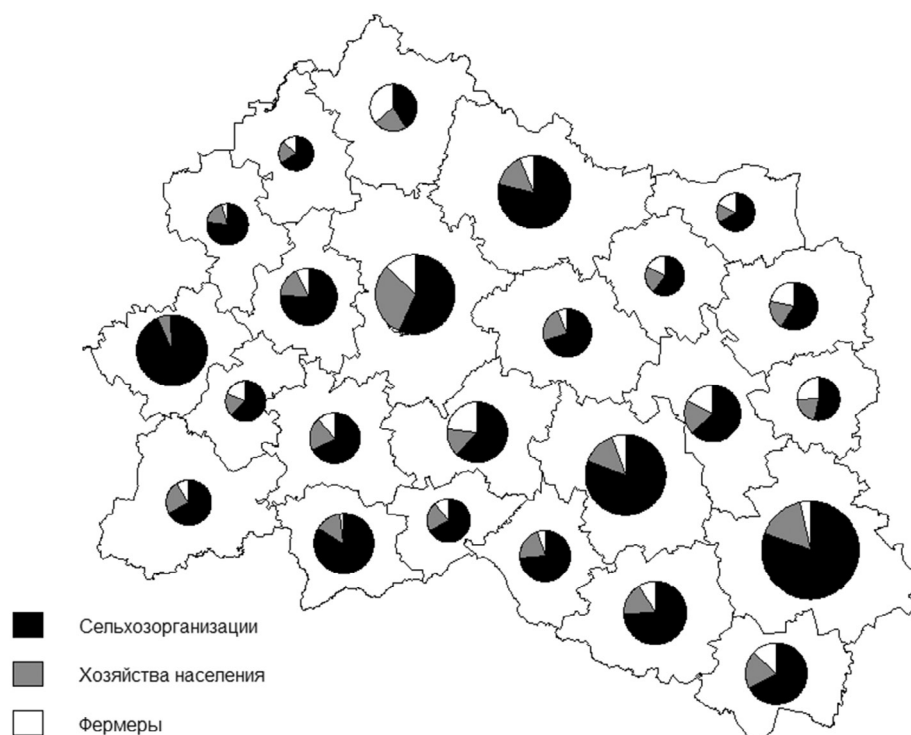 Сельхозорганизации
Хозяйства населения
Фермеры